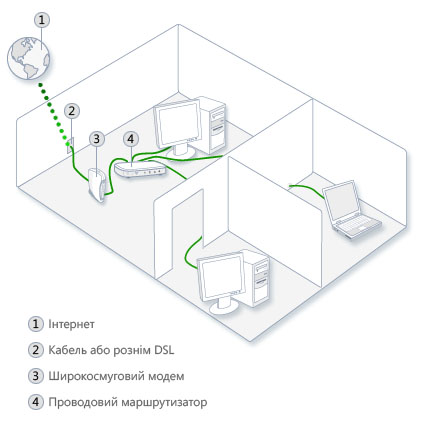 1
2
3
4
1 Інтернет
2 Кабель або рознім DSL
3 Широкосмуговий модем
4 Проводовий маршрутизатор